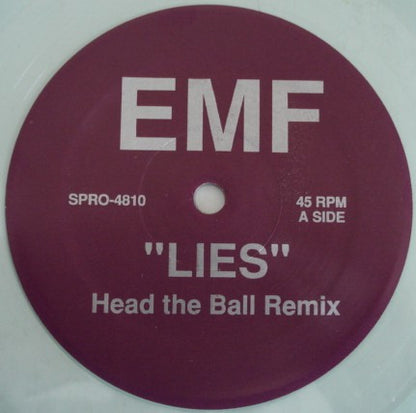 EMF
SPRO-4810
45 RPM
A SIDE
"LIES"
Head the Ball Remix